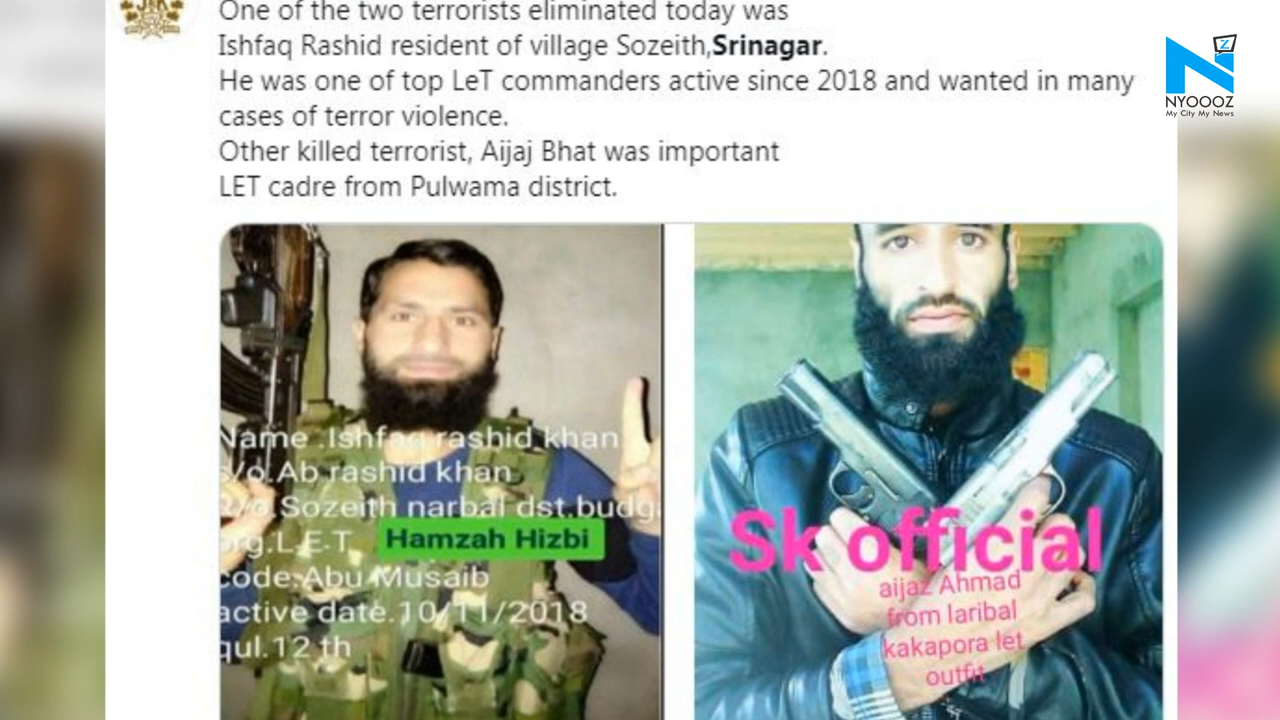 One of the two terrorists eliminated today was
Ishfaq Rashid resident of village Sozeith,Srinagar.
He was one of top LeT commanders active since 2018 and wanted in many
cases of terror violence.
Other killed terrorist, Aijaj Bhat was important
LET cadre from Pulwama district.
NYOOOZ
My City My News
Name .Ishfaq rashid khan
s/o.Ab rashid khan
R/o.Sozeith narbal dst.budg
org.L.E.T
Hamzah Hizbi
code.Abu Musaib
active date.10/11/2018
qul.12 th
Sk official
aijaz Ahmad
from laribal
kakapora let
outfit